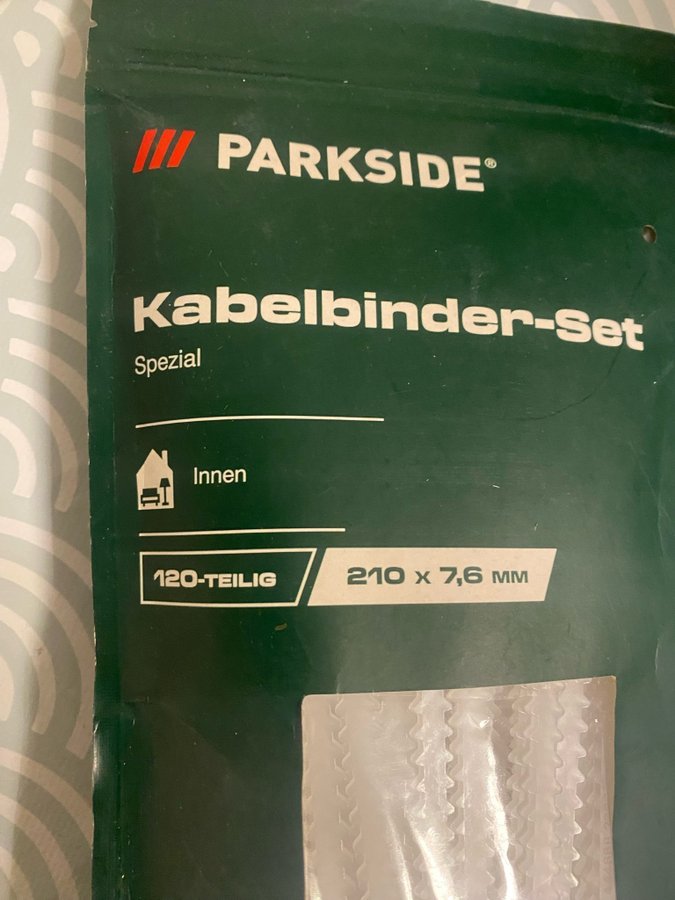 PARKSIDE®
Kabelbinder-Set
Spezial
Innen
120-TEILIG
210 x 7,6 MM